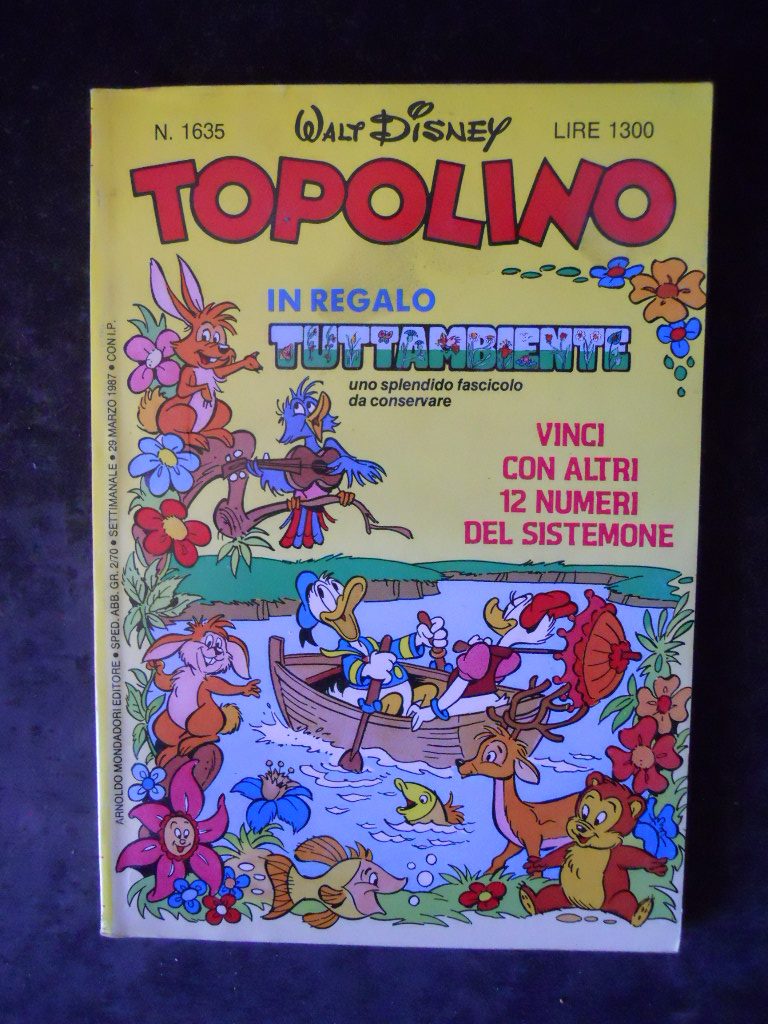 N. 1635
WALT DISNEY
LIRE 1300
TOPOLINO
IN REGALO
TUTTAMBIENTE
uno splendido fascicolo
da conservare
VINCI
CON ALTRI
12 NUMERI
DEL SISTEMONE
ARNOLDO MONDADORI EDITORE • SPED. ABB. GR. 2/70 • SETTIMANALE • 29 MARZO 1987 • CON I.P.